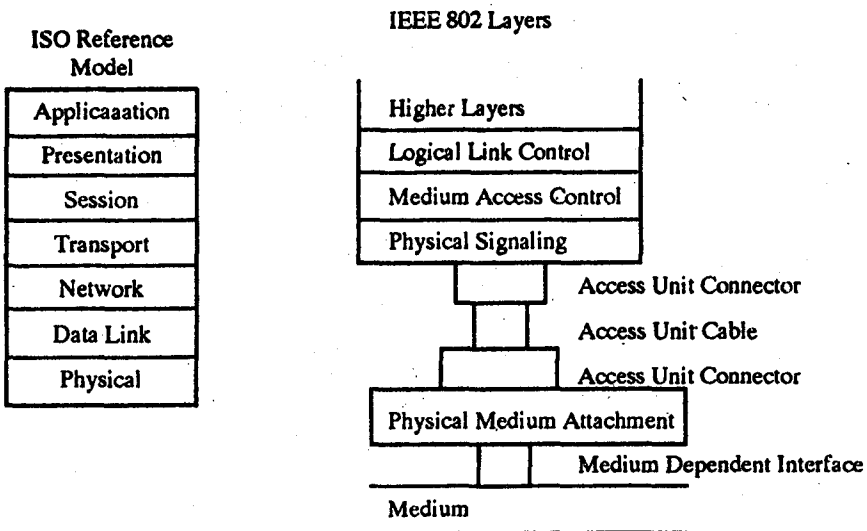 ISO Reference
Model
Applicaaation
Presentation
Session
Transport
Network
Data Link
Physical
IEEE 802 Layers
Higher Layers
Logical Link Control
Medium Access Control
Physical Signaling
Access Unit Connector
Access Unit Cable
Access Unit Connector
Physical Medium Attachment
Medium Dependent Interface
Medium